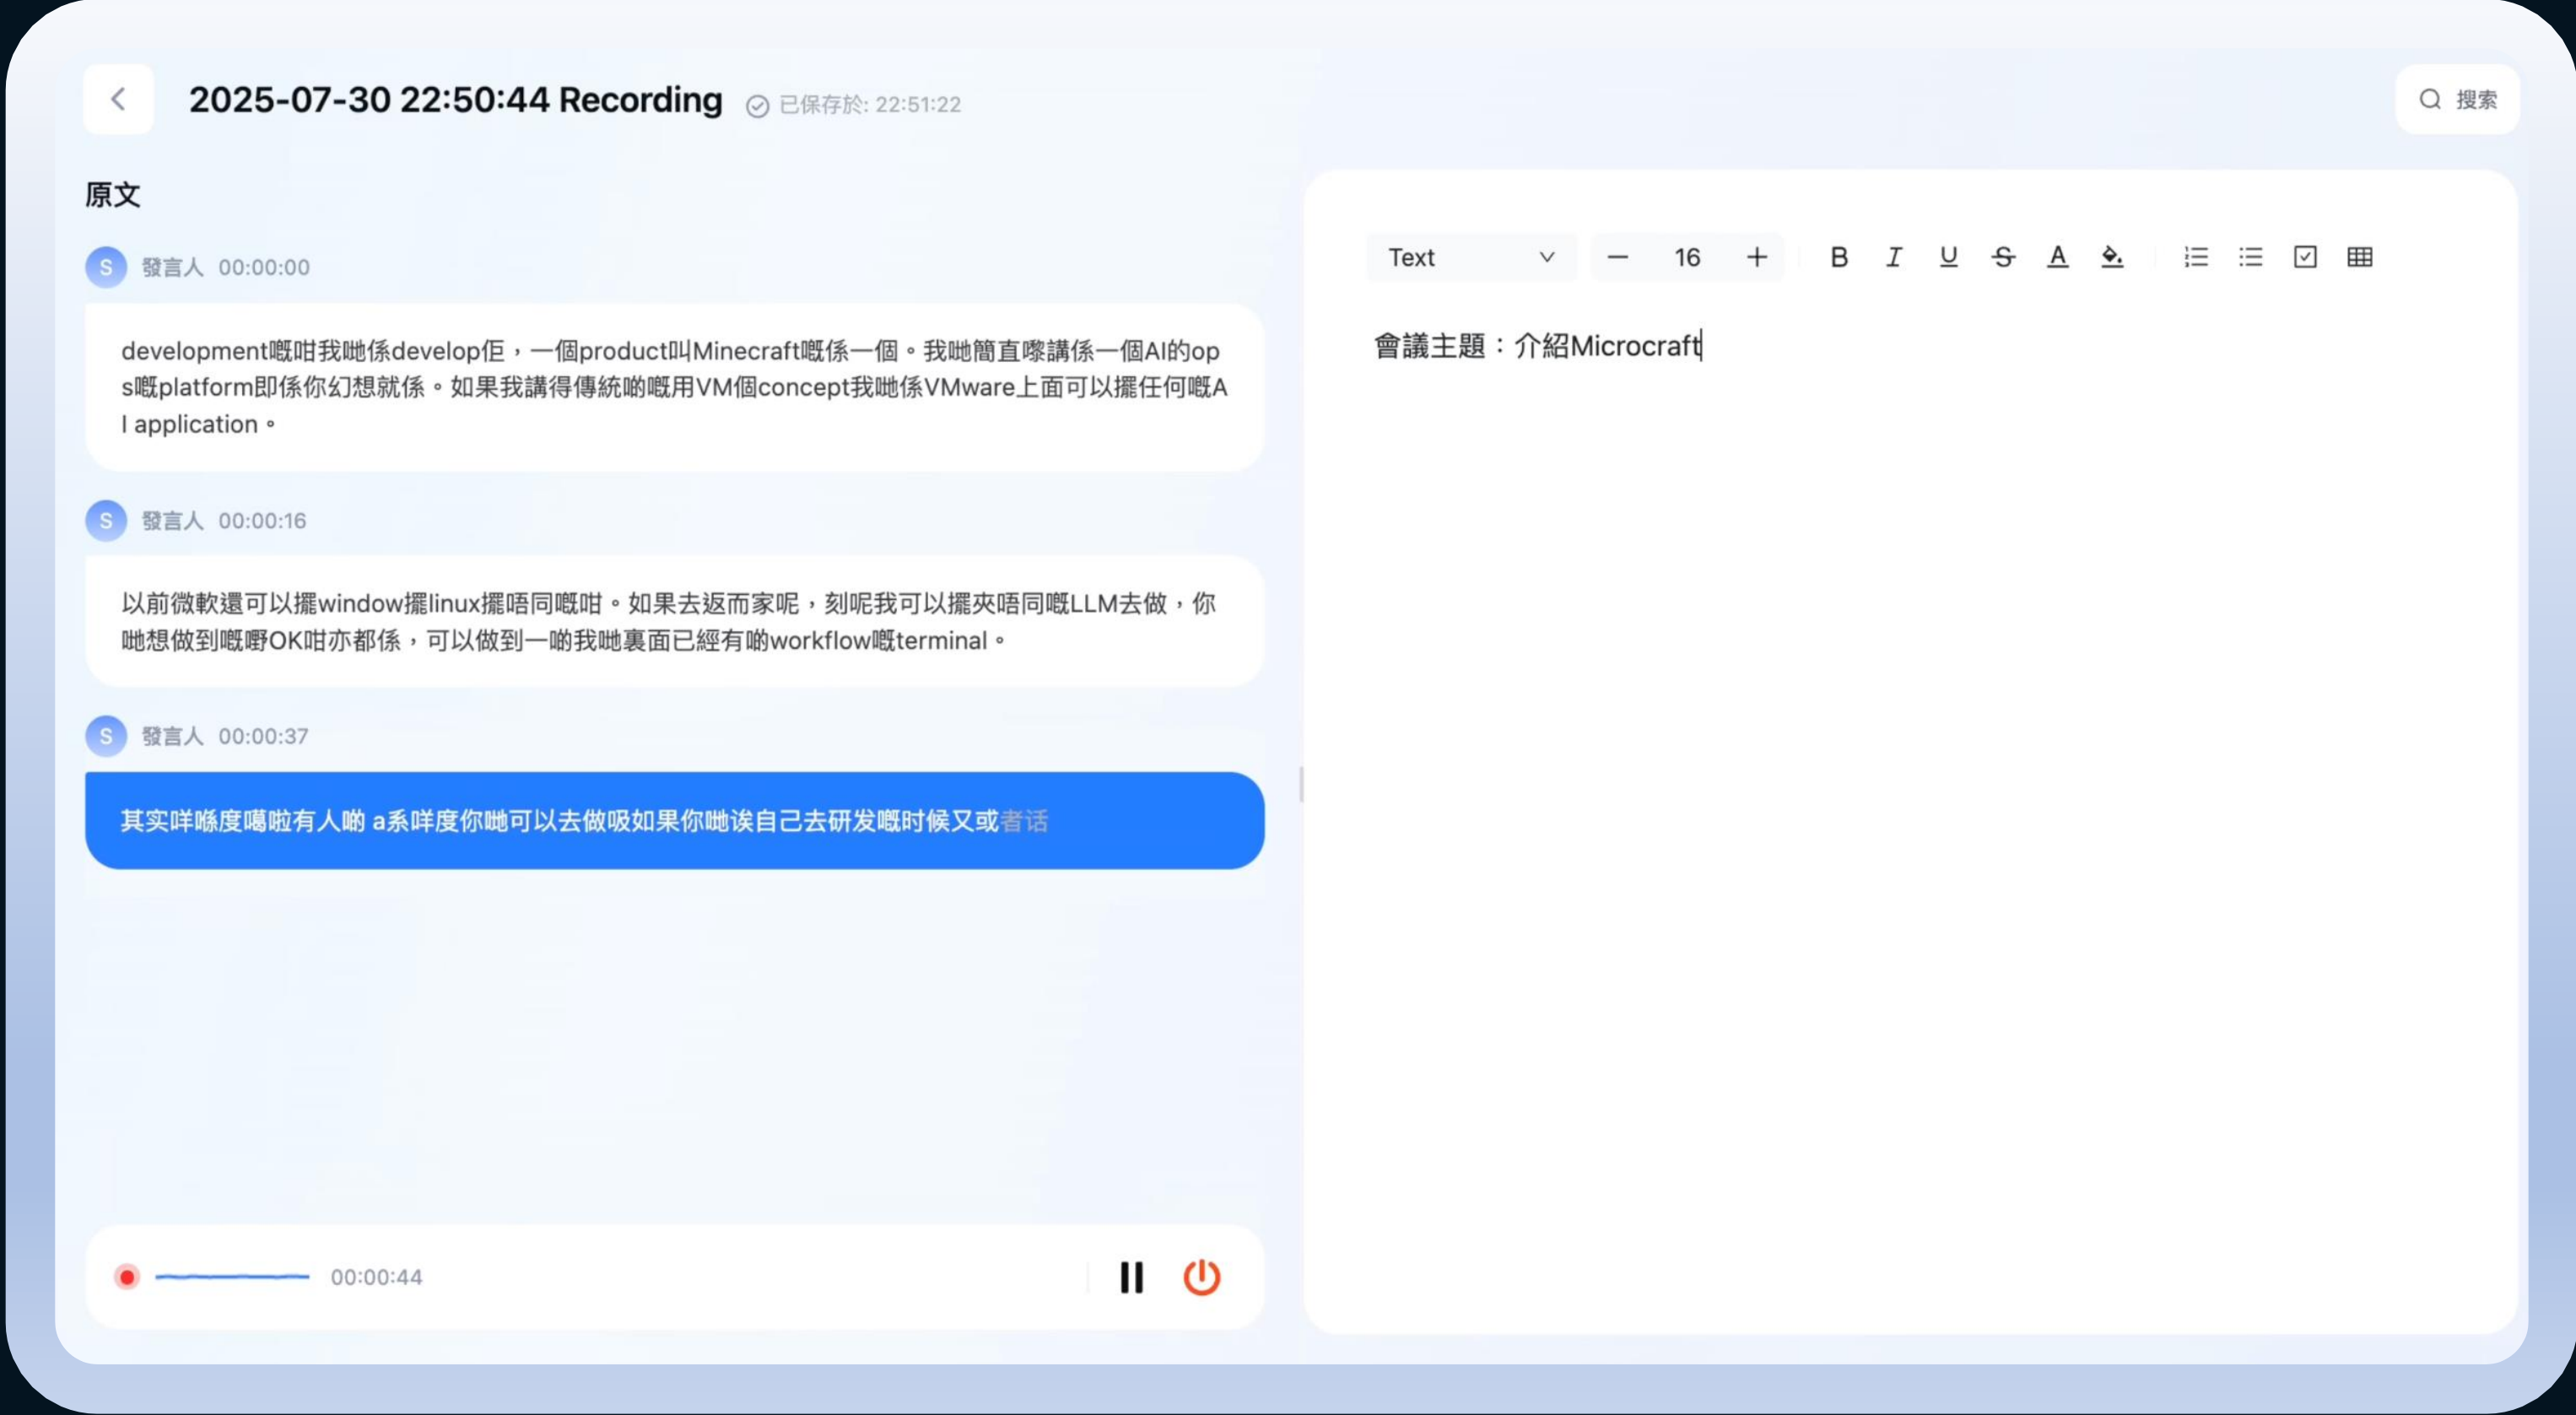 2025-07-30 22:50:44 Recording
已保存於: 22:51:22
搜索
原文
S 發言人 00:00:00
development嘅咁我哋係develop佢，一個product叫Minecraft嘅係一個。我哋簡直嚟講係一個AI的op
s嘅platform即係你幻想就係。如果我講得傳統啲嘅用VM個concept我哋係VMware上面可以擺任何嘅A
I application。
S 發言人 00:00:16
以前微軟還可以擺window擺linux擺唔同嘅咁。如果去返而家呢，刻呢我可以擺夾唔同嘅LLM去做，你
哋想做到嘅嘢OK咁亦都係，可以做到一啲我哋裏面已經有啲workflow嘅terminal。
S 發言人 00:00:37
其实咩喺度噶啦有人啲 a系咩度你哋可以去做吸如果你哋诶自己去研发嘅时候又或者话
00:00:44
Text
16
B I U S A
會議主題：介紹Microcraft